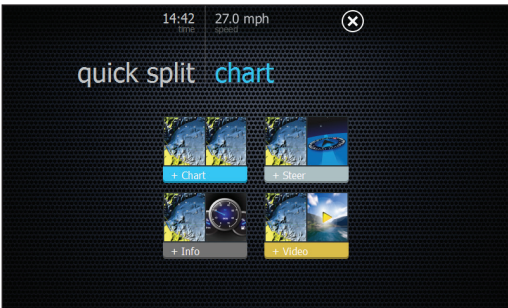 14:42 27.0 mph
time speed
quick split chart
+ Chart + Steer
+ Info + Video